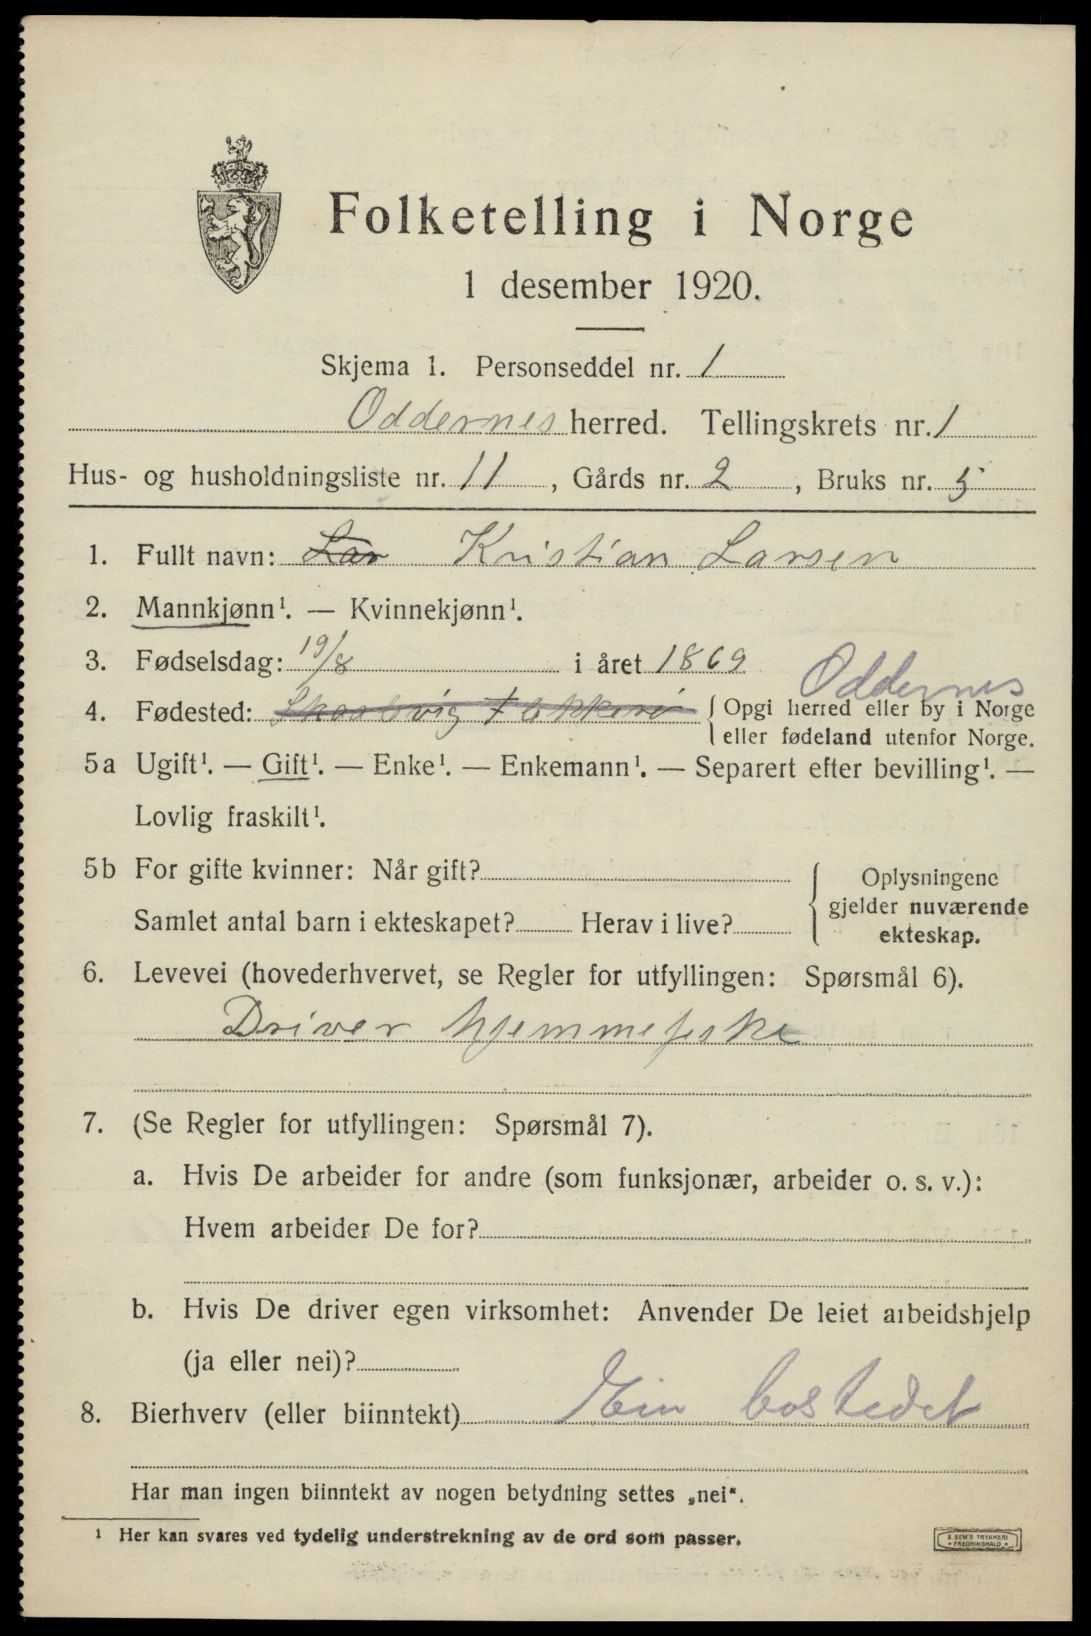 Folketelling i Norge
1 desember 1920.
Skjema 1. Personseddel nr. 1
Oddernes herred. Tellingskrets nr. 1
Hus- og husholdningsliste nr. 11, Gårds nr. 2, Bruks nr. 5
1. Fullt navn: Lar Kristian Larsen
2. Mannkjønn¹. — Kvinnekjønn¹.
3. Fødselsdag: 19/8 i året 1869
Oddernes
4. Fødested: Flekkerø { Opgi herred eller by i Norge
eller fødeland utenfor Norge.
5a Ugift¹. — Gift¹. — Enke¹. — Enkemann¹. — Separert efter bevilling¹. —
Lovlig fraskilt¹.
5b For gifte kvinner: Når gift?
Samlet antal barn i ekteskapet? Herav i live?
{ Oplysningene
gjelder nuværende
ekteskap.
6. Levevei (hovederhvervet, se Regler for utfyllingen: Spørsmål 6).
Driver hjemmefiske
7. (Se Regler for utfyllingen: Spørsmål 7).
a. Hvis De arbeider for andre (som funksjonær, arbeider o. s. v.):
Hvem arbeider De for?
b. Hvis De driver egen virksomhet: Anvender De leiet arbeidshjelp
(ja eller nei)?
8. Bierhverv (eller biinntekt) bostedet
Har man ingen biinntekt av nogen betydning settes „nei“.
¹ Her kan svares ved tydelig understrekning av de ord som passer.
E. SEM'S TRYKKERI
FREDRIKSHALD